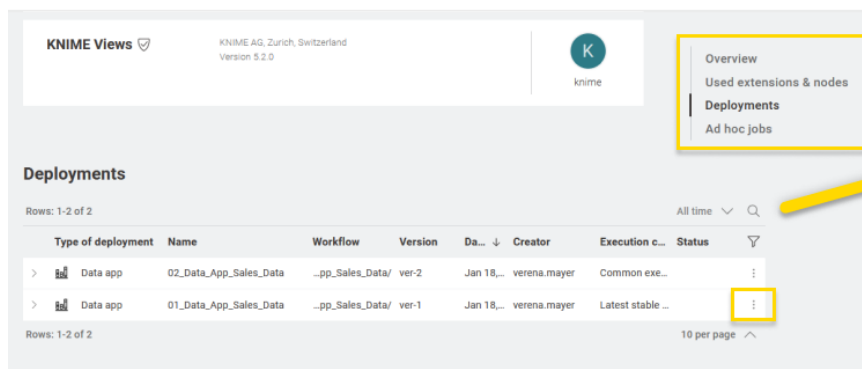 KNIME Views
KNIME AG, Zurich, Switzerland
Version 5.2.0
K
knime
Overview
Used extensions & nodes
Deployments
Ad hoc jobs
Deployments
Rows: 1-2 of 2 All time
Type of deployment Name Workflow Version Da... Creator Execution c... Status
Data app 02_Data_App_Sales_Data ...pp_Sales_Data/ ver-2 Jan 18,... verena.mayer Common exe...
Data app 01_Data_App_Sales_Data ...pp_Sales_Data/ ver-1 Jan 18,... verena.mayer Latest stable ...
Rows: 1-2 of 2 10 per page